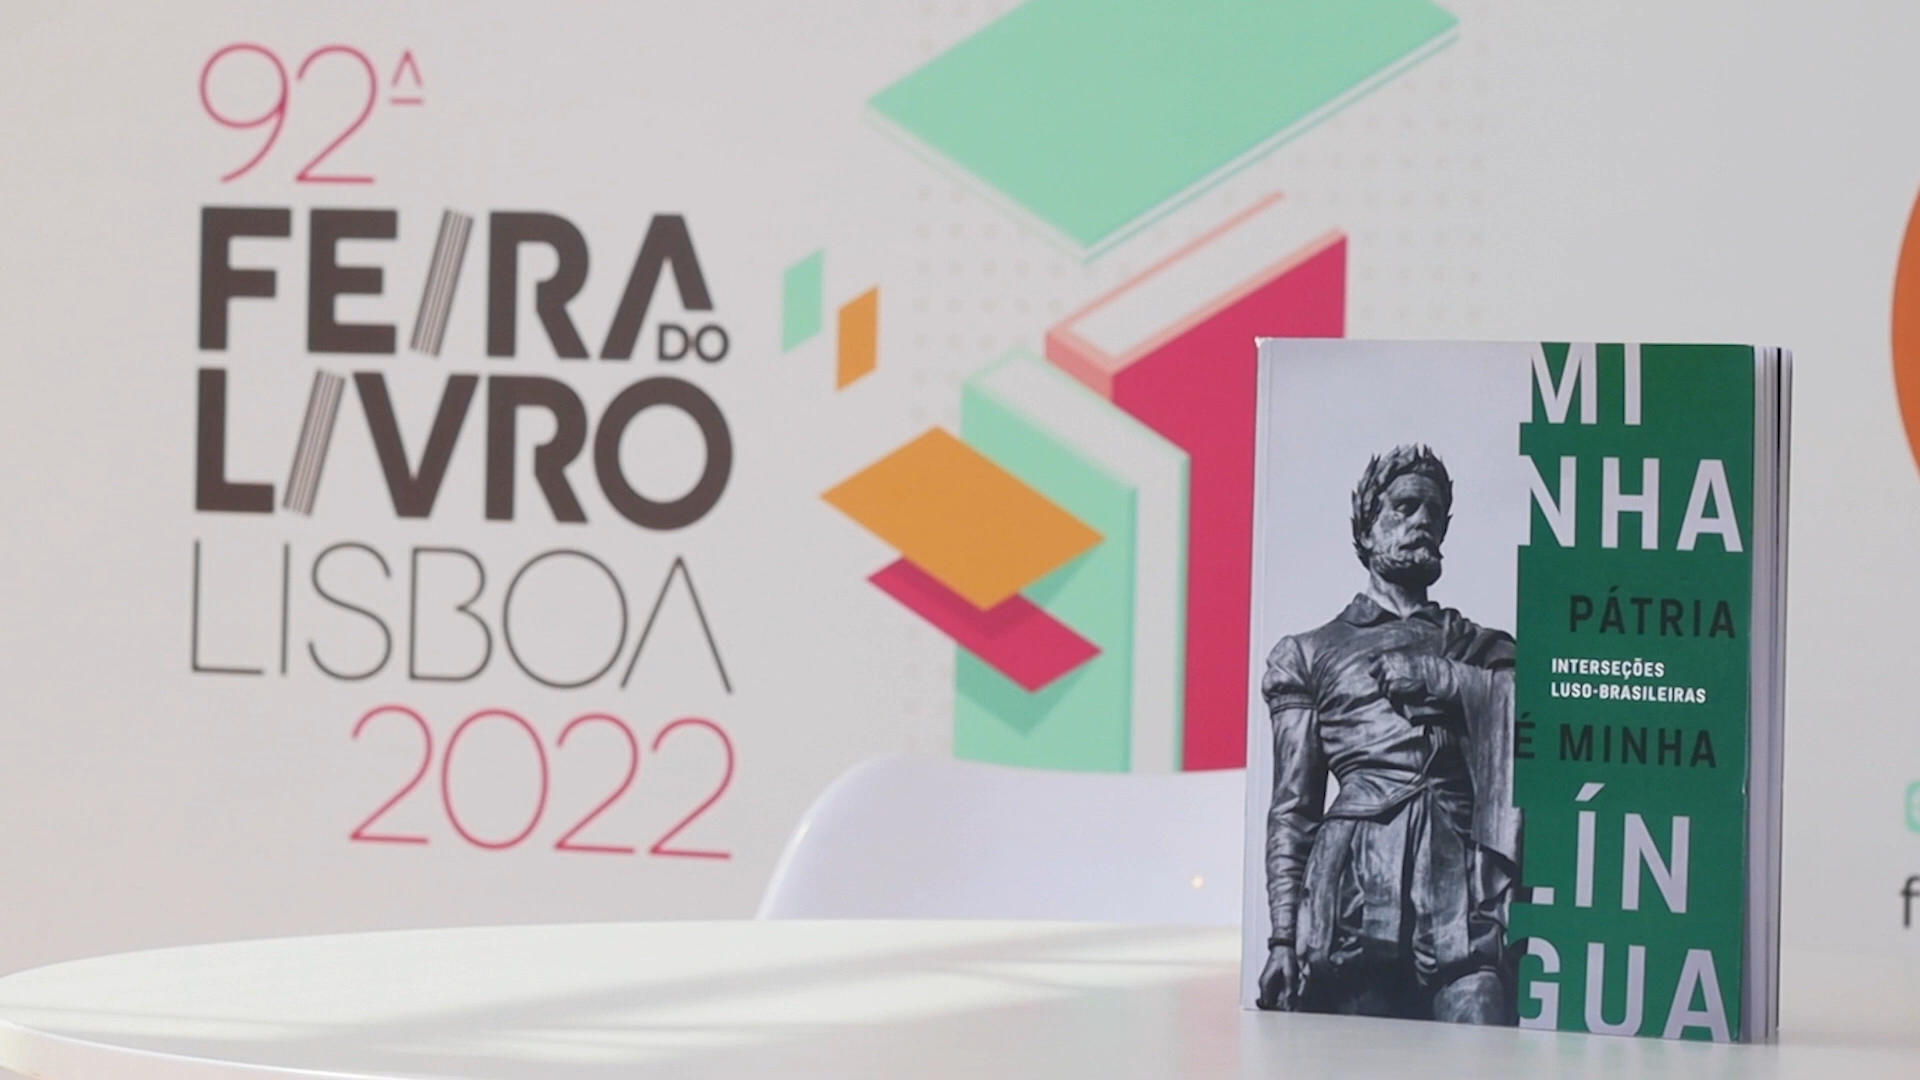 92ª
FEIRA
DO
LIVRO
LISBOA
2022
MI
NHA
PÁTRIA
INTERSEÇÕES
LUSO-BRASILEIRAS
É MINHA
LÍN
GUA
f